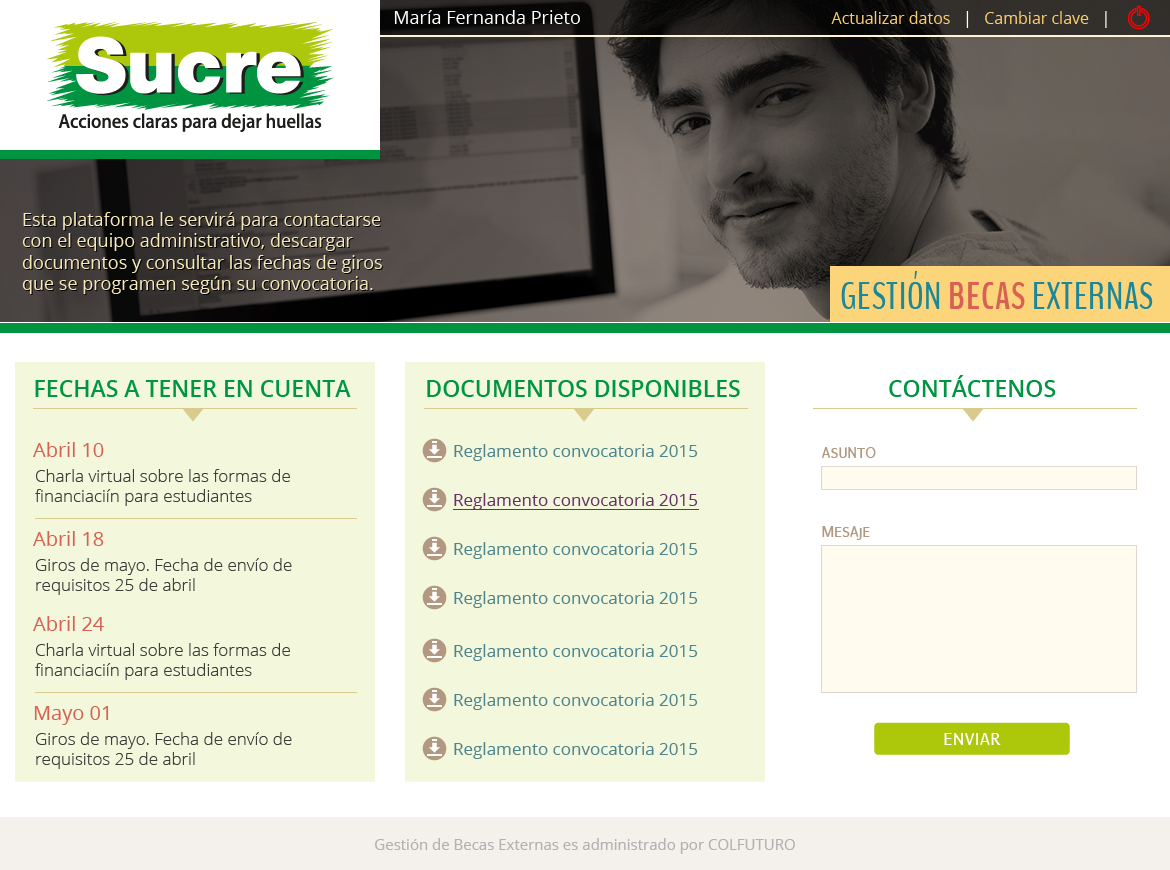 Sucre
Acciones claras para dejar huellas
María Fernanda Prieto
Actualizar datos | Cambiar clave |
Esta plataforma le servirá para contactarse
con el equipo administrativo, descargar
documentos y consultar las fechas de giros
que se programen según su convocatoria.
GESTIÓN BECAS EXTERNAS
FECHAS A TENER EN CUENTA
Abril 10
Charla virtual sobre las formas de
financiaciín para estudiantes
Abril 18
Giros de mayo. Fecha de envío de
requisitos 25 de abril
Abril 24
Charla virtual sobre las formas de
financiaciín para estudiantes
Mayo 01
Giros de mayo. Fecha de envío de
requisitos 25 de abril
DOCUMENTOS DISPONIBLES
Reglamento convocatoria 2015
Reglamento convocatoria 2015
Reglamento convocatoria 2015
Reglamento convocatoria 2015
Reglamento convocatoria 2015
Reglamento convocatoria 2015
Reglamento convocatoria 2015
CONTÁCTENOS
ASUNTO
MESAJE
ENVIAR
Gestión de Becas Externas es administrado por COLFUTURO